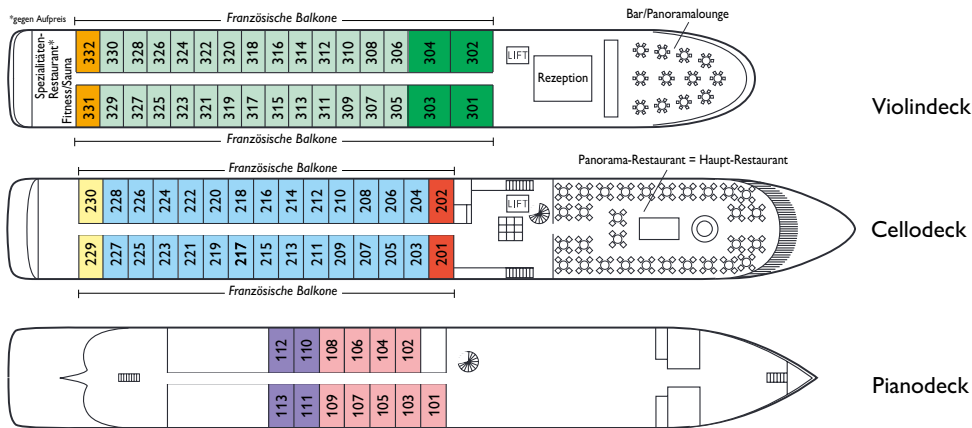 *gegen Aufpreis
Französische Balkone
Bar/Panoramalounge
Spezialitäten-
Restaurant*
Fitness/Sauna
332 330 328 326 324 322 320 318 316 314 312 310 308 306 304 302
LIFT
Rezeption
331 329 327 325 323 321 319 317 315 313 311 309 307 305 303 301
Violindeck
Französische Balkone
Französische Balkone
Panorama-Restaurant = Haupt-Restaurant
230 228 226 224 222 220 218 216 214 212 210 208 206 204 202
LIFT
229 227 225 223 221 219 217 215 213 211 209 207 205 203 201
Cellodeck
Französische Balkone
112 110 108 106 104 102
113 111 109 107 105 103 101
Pianodeck